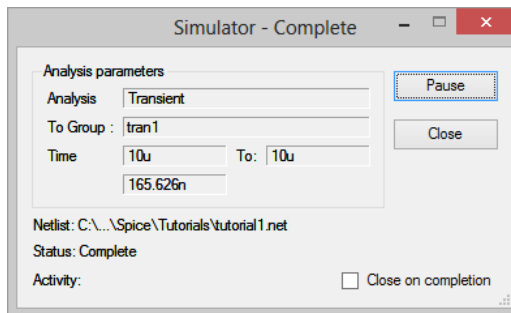 Simulator - Complete
Analysis parameters
Analysis Transient
To Group : tran1
Time 10u To: 10u
165.626n
Pause
Close
Netlist: C:\...\Spice\Tutorials\tutorial1.net
Status: Complete
Activity:
Close on completion